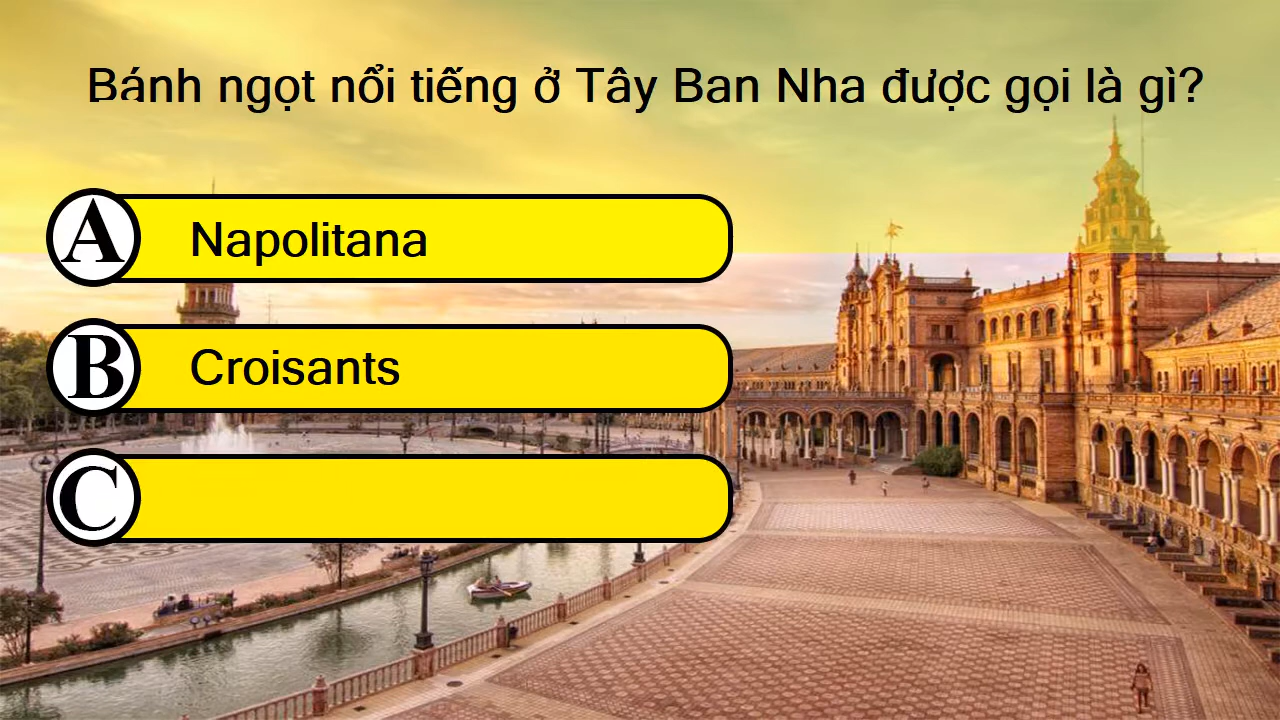 Bánh ngọt nổi tiếng ở Tây Ban Nha được gọi là gì?
A Napolitana
B Croisants
C